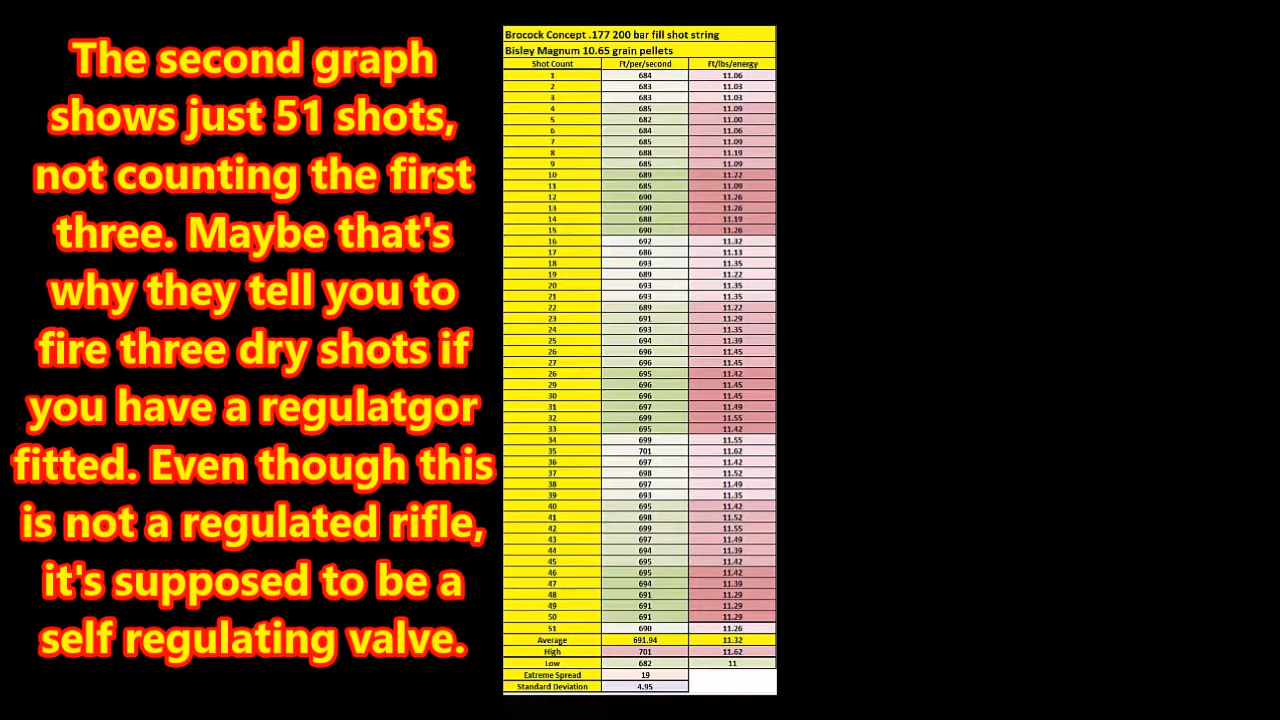 The second graph
shows just 51 shots,
not counting the first
three. Maybe that's
why they tell you to
fire three dry shots if
you have a regulatgor
fitted. Even though this
is not a regulated rifle,
it's supposed to be a
self regulating valve.
Brocock Concept .177 200 bar fill shot string
Bisley Magnum 10.65 grain pellets
Shot Count Ft/per/second Ft/lbs/energy
1 684 11.06
2 683 11.03
3 683 11.03
4 685 11.09
5 682 11.00
6 684 11.06
7 685 11.09
8 688 11.19
9 685 11.09
10 689 11.22
11 685 11.09
12 690 11.26
13 690 11.26
14 688 11.19
15 690 11.26
16 692 11.32
17 686 11.13
18 693 11.35
19 689 11.22
20 693 11.35
21 693 11.35
22 689 11.22
23 691 11.29
24 693 11.35
25 694 11.39
26 696 11.45
27 696 11.45
26 695 11.42
29 696 11.45
30 696 11.45
31 697 11.49
32 699 11.55
33 695 11.42
34 699 11.55
35 701 11.62
36 697 11.42
37 698 11.52
38 697 11.49
39 693 11.35
40 695 11.42
41 698 11.52
42 699 11.55
43 697 11.49
44 694 11.39
45 695 11.42
46 695 11.42
47 694 11.39
48 691 11.29
49 691 11.29
50 691 11.29
51 690 11.26
Average 691.94 11.32
High 701 11.62
Low 682 11
Extreme Spread 19
Standard Deviation 4.95